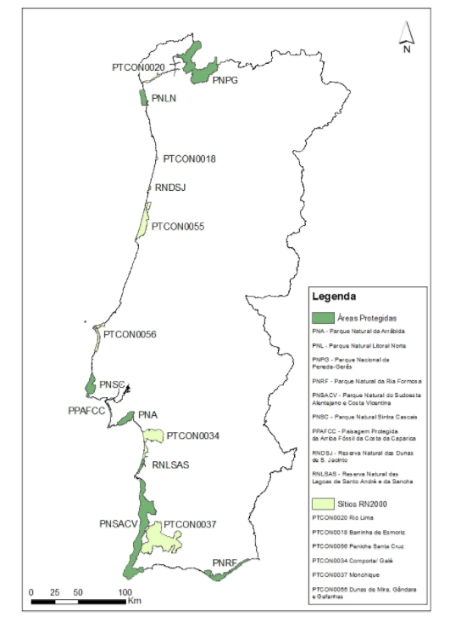 N
PTCON0020
PNPG
PNLN
PTCON0018
RNDSJ
PTCON0055
PTCON0056
PNSC
PPAFCC
PNA
PTCON0034
RNLSAS
PNSACV
PTCON0037
PNRF
0 25 50 100
Km
Legenda
Áreas Protegidas
PNA - Parque Natural da Arrábida
PNL - Parque Natural Litoral Norte
PNPG - Parque Nacional de
Peneda-Gerês
PNRF - Parque Natural da Ria Formosa
PNSACV - Parque Natural do Sudoeste
Alentejano e Costa Vicentina
PNSC - Parque Natural Sintra Cascais
PPAFCC - Paisagem Protegida
da Arriba Fóssil da Costa da Caparica
RNDSJ - Reserva Natural das Dunas
de S. Jacinto
RNLSAS - Reserva Natural das
Lagoas de Santo André e da Sancha
Sítios RN2000
PTCON0020 Rio Lima
PTCON0018 Barrinha de Esmoriz
PTCON0056 Peniche Santa Cruz
PTCON0034 Comporta/ Galé
PTCON0037 Monchique
PTCON0055 Dunas de Mira, Gândara
e Gafanhas